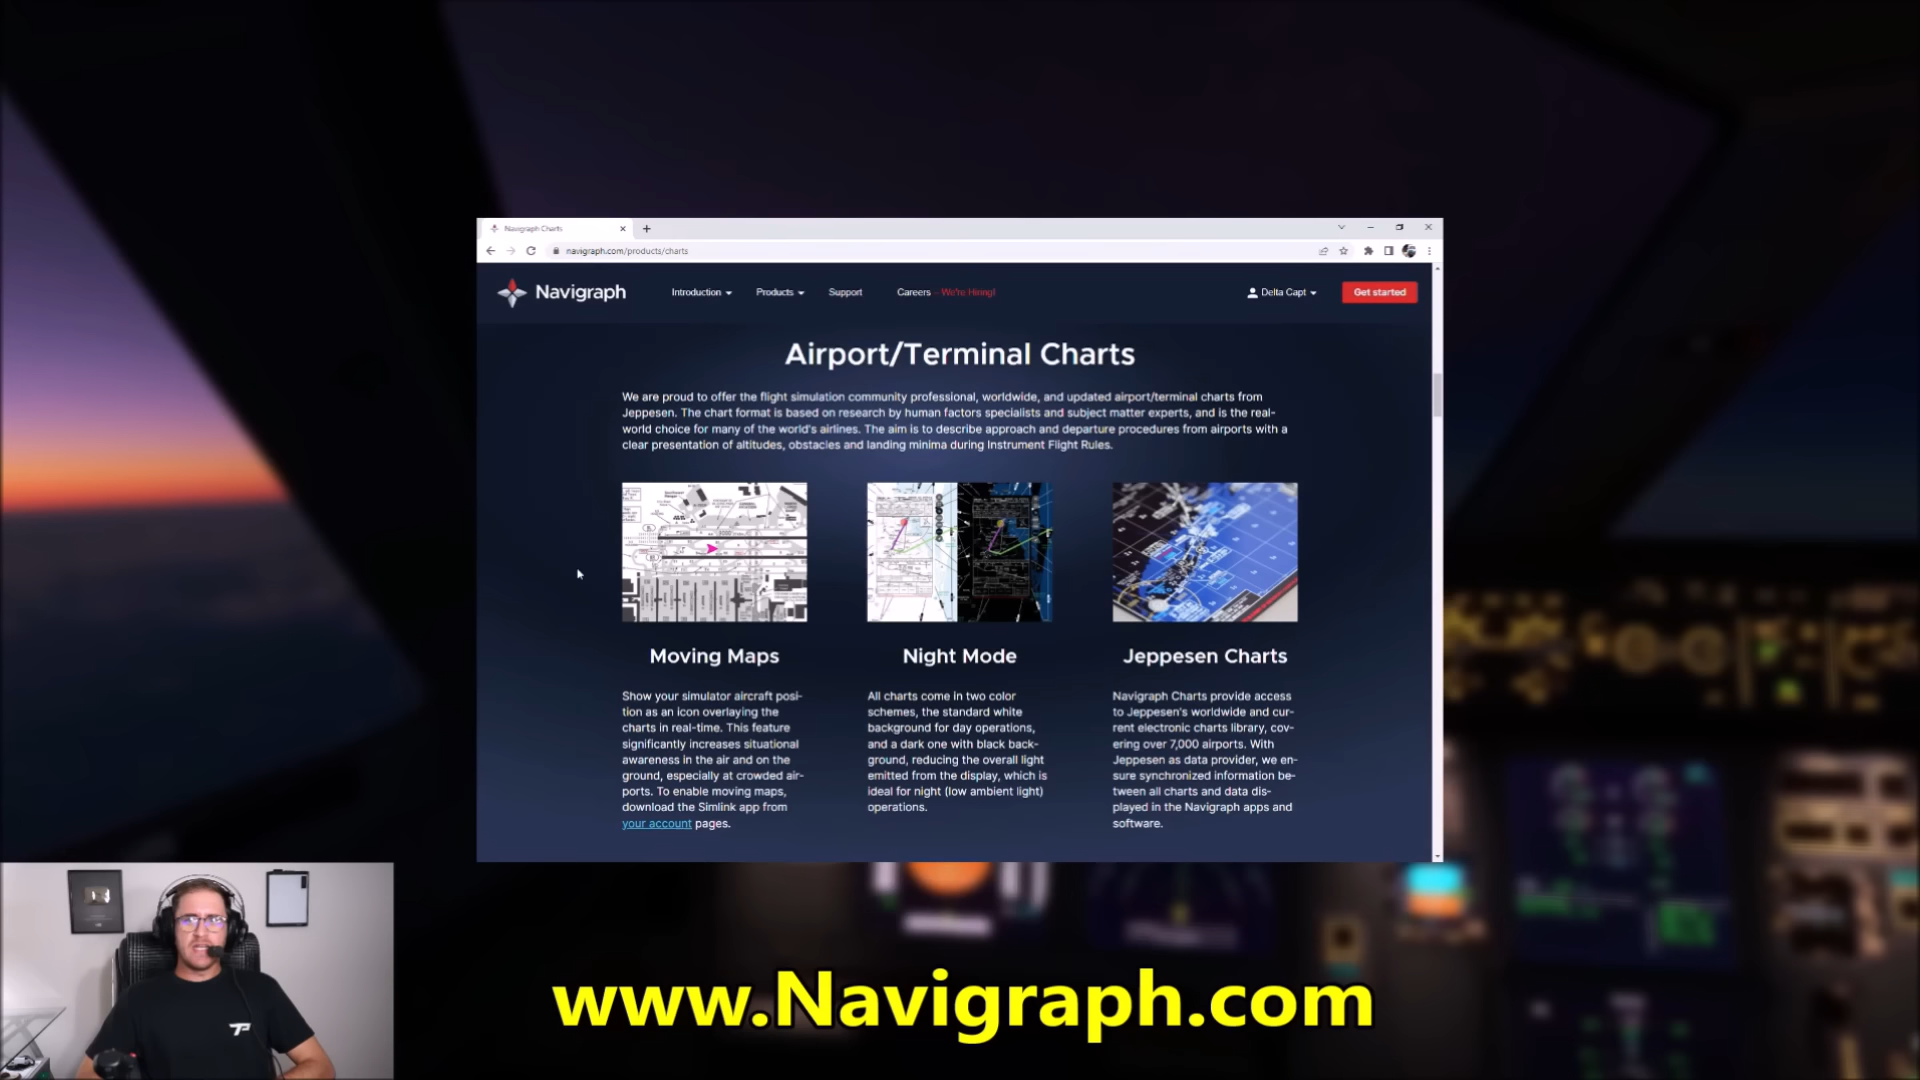 Navigraph Charts
navigraph.com/products/charts
Navigraph
Introduction
Products
Support
Careers - We're Hiring!
Delta Capt
Get started
Airport/Terminal Charts
We are proud to offer the flight simulation community professional, worldwide, and updated airport/terminal charts from
Jeppesen. The chart format is based on research by human factors specialists and subject matter experts, and is the real-
world choice for many of the world's airlines. The aim is to describe approach and departure procedures from airports with a
clear presentation of altitudes, obstacles and landing minima during Instrument Flight Rules.
Moving Maps
Show your simulator aircraft posi-
tion as an icon overlaying the
charts in real-time. This feature
significantly increases situational
awareness in the air and on the
ground, especially at crowded air-
ports. To enable moving maps,
download the Simlink app from
your account pages.
Night Mode
All charts come in two color
schemes, the standard white
background for day operations,
and a dark one with black back-
ground, reducing the overall light
emitted from the display, which is
ideal for night (low ambient light)
operations.
Jeppesen Charts
Navigraph Charts provide access
to Jeppesen's worldwide and cur-
rent electronic charts library, cov-
ering over 7,000 airports. With
Jeppesen as data provider, we en-
sure synchronized information be-
tween all charts and data dis-
played in the Navigraph apps and
software.
www.Navigraph.com